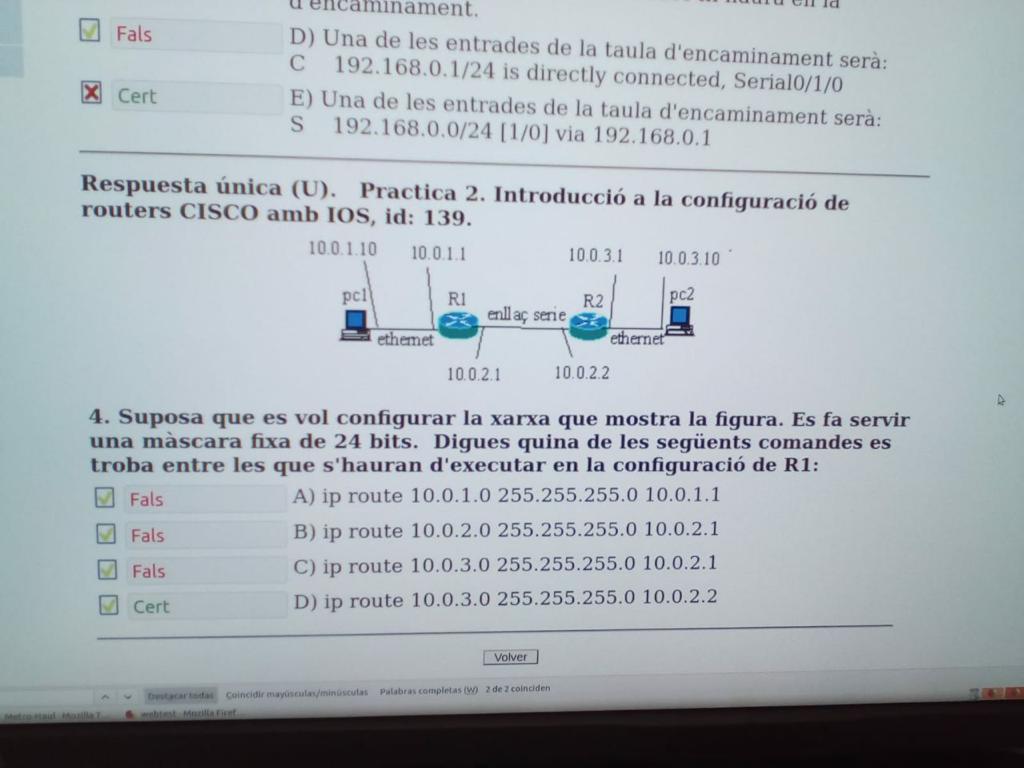 d'encaminament.
Fals
D) Una de les entrades de la taula d'encaminament serà:
C 192.168.0.1/24 is directly connected, Serial0/1/0
Cert
E) Una de les entrades de la taula d'encaminament serà:
S 192.168.0.0/24 [1/0] via 192.168.0.1
Respuesta única (U). Practica 2. Introducció a la configuració de
routers CISCO amb IOS, id: 139.
10.0.1.10 10.0.1.1 10.0.3.1 10.0.3.10
pc1 R1 R2 pc2
enllaç serie
ethernet ethernet
10.0.2.1 10.0.2.2
4. Suposa que es vol configurar la xarxa que mostra la figura. Es fa servir
una màscara fixa de 24 bits. Digues quina de les següents comandes es
troba entre les que s'hauran d'executar en la configuració de R1:
Fals A) ip route 10.0.1.0 255.255.255.0 10.0.1.1
Fals B) ip route 10.0.2.0 255.255.255.0 10.0.2.1
Fals C) ip route 10.0.3.0 255.255.255.0 10.0.2.1
Cert D) ip route 10.0.3.0 255.255.255.0 10.0.2.2
Volver
Destacar todas Coincidir mayúsculas/minúsculas Palabras completas (W) 2 de 2 coinciden
Metro-Haul Mozilla webtest - Mozilla Firef